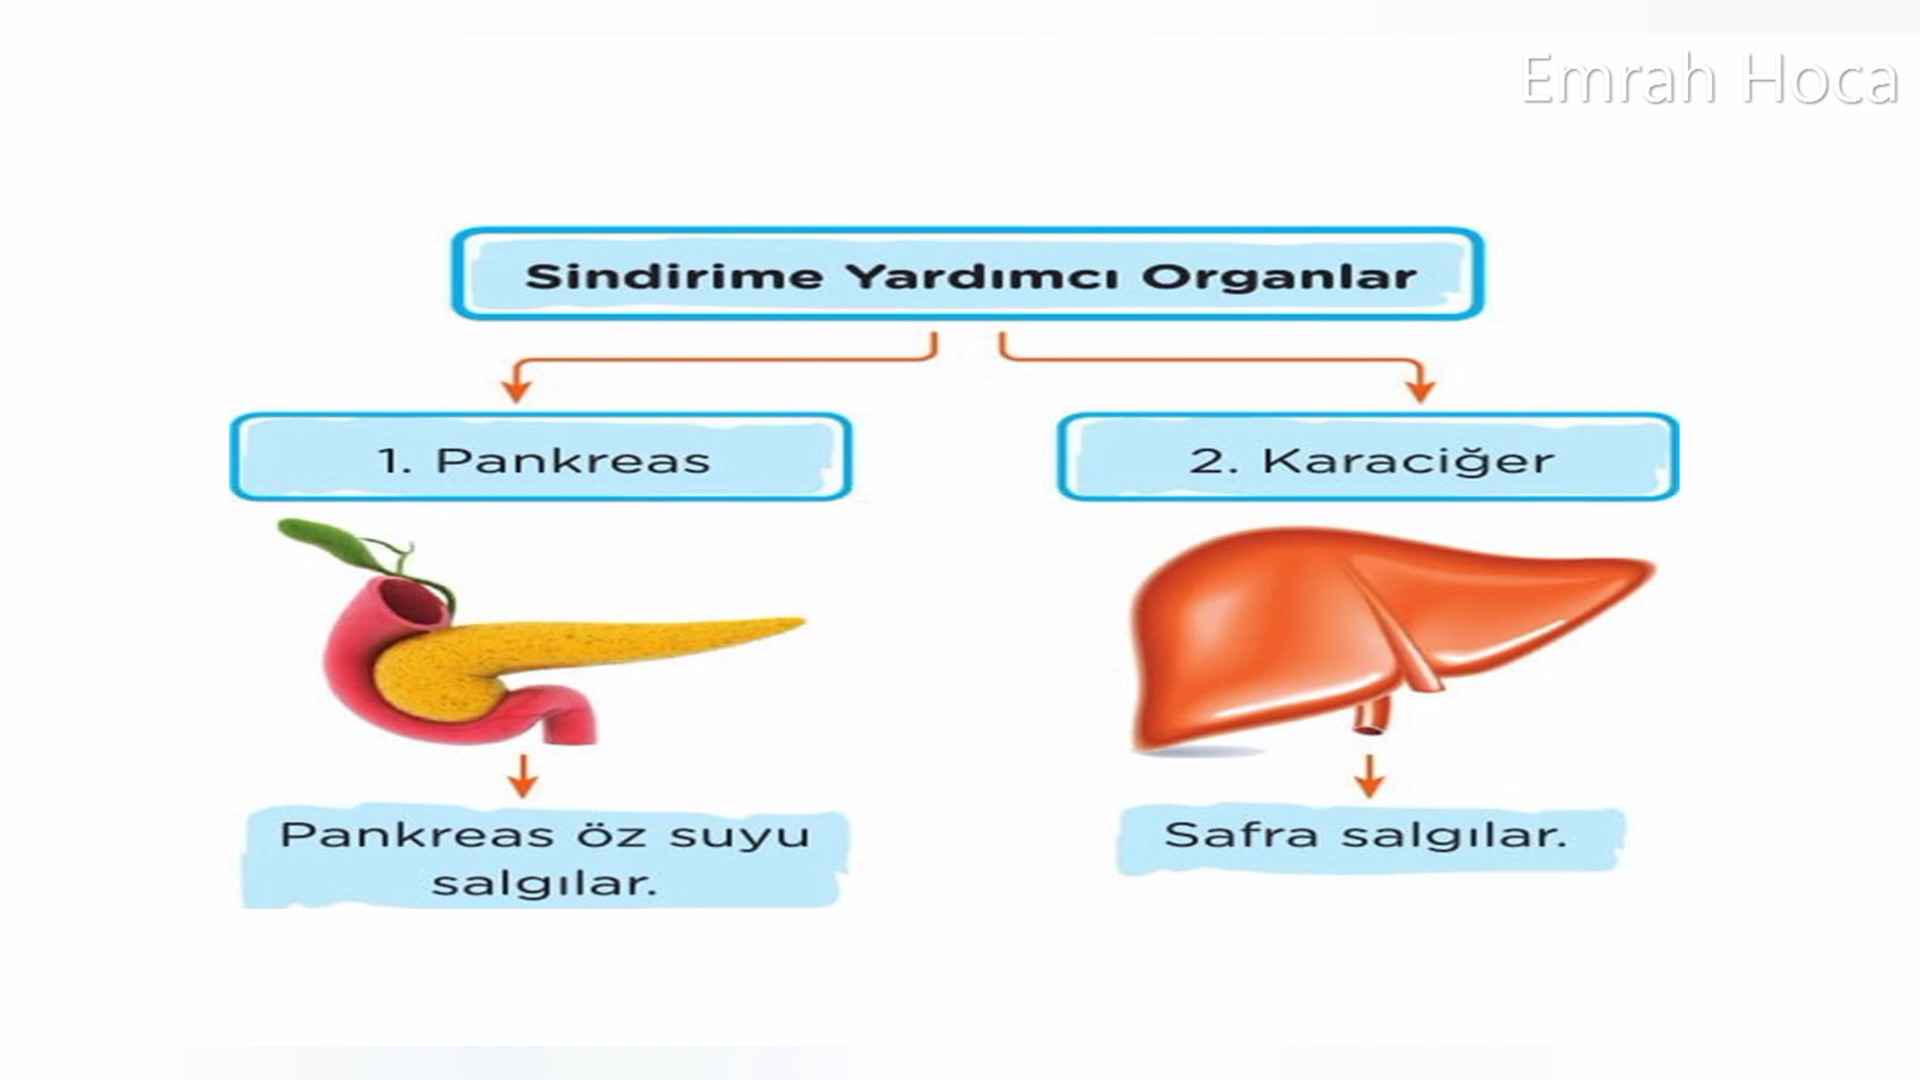 Emrah Hoca
Sindirime Yardımcı Organlar
1. Pankreas
2. Karaciğer
Pankreas öz suyu
salgılar.
Safra salgılar.